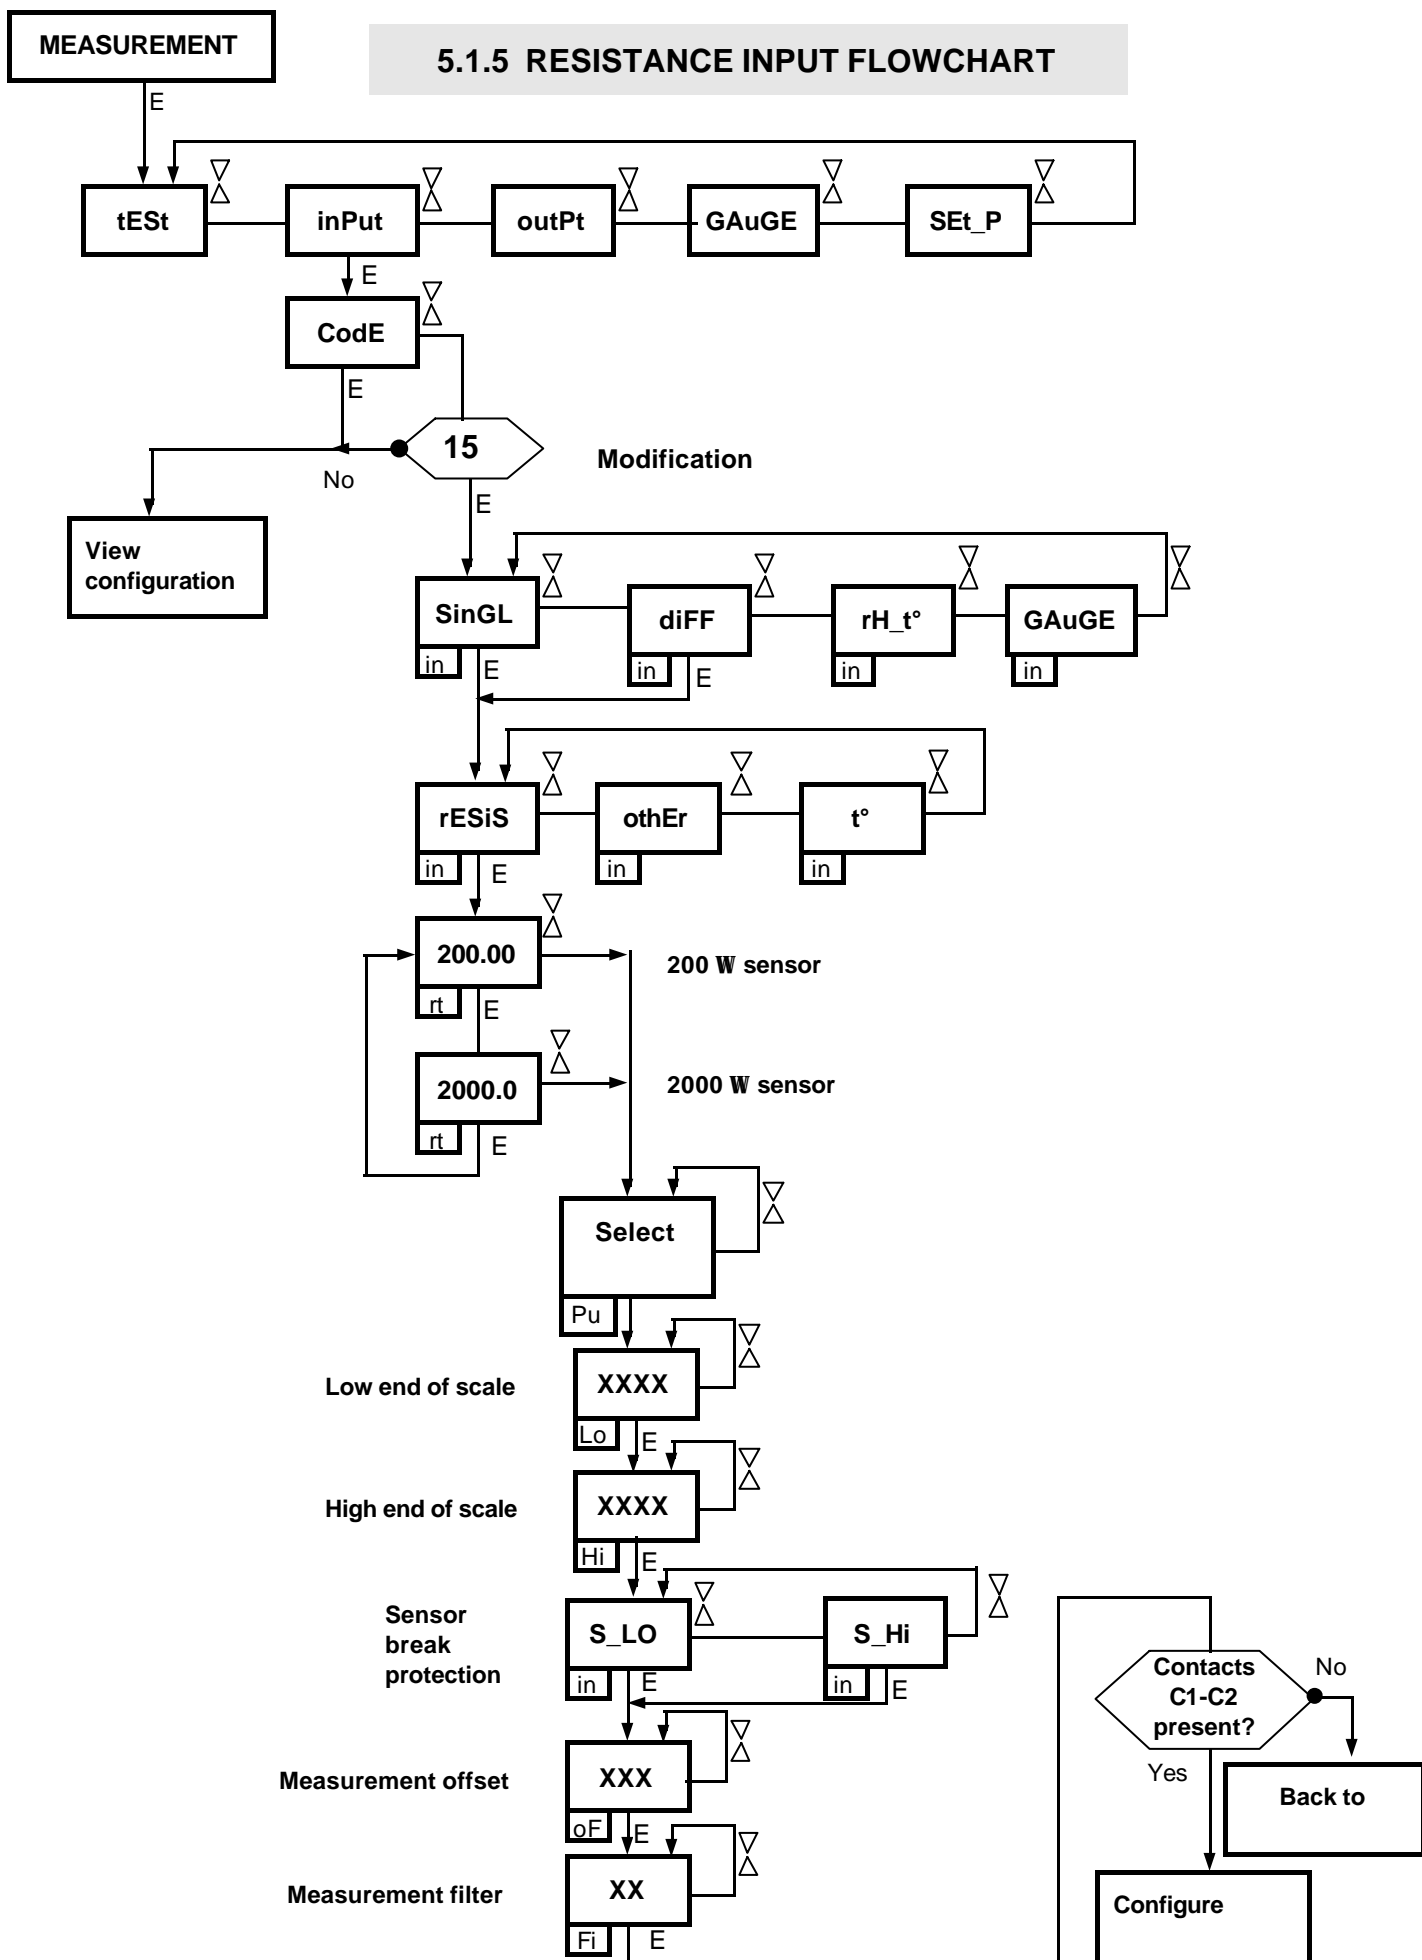 MEASUREMENT
5.1.5 RESISTANCE INPUT FLOWCHART
E
tESt
inPut
outPt
GAuGE
SEt_P
E
CodE
E
15
No
Modification
E
View
configuration
SinGL
diFF
rH_t°
GAuGE
in
E
in
E
in
in
rESiS
othEr
t°
in
E
in
in
200.00
200 W sensor
rt
E
2000.0
2000 W sensor
rt
E
Select
Pu
Low end of scale
XXXX
Lo
E
High end of scale
XXXX
Hi
E
Sensor
break
protection
S_LO
S_Hi
in
E
in
E
Contacts
C1-C2
present?
No
Yes
Measurement offset
XXX
oF
E
Back to
Measurement filter
XX
Fi
E
Configure